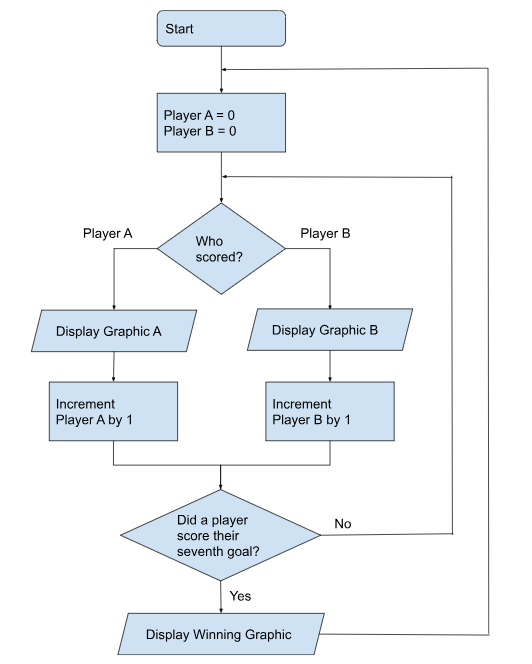 Start
Player A = 0
Player B = 0
Player A
Who
scored?
Player B
Display Graphic A
Display Graphic B
Increment
Player A by 1
Increment
Player B by 1
Did a player
score their
seventh goal?
No
Yes
Display Winning Graphic